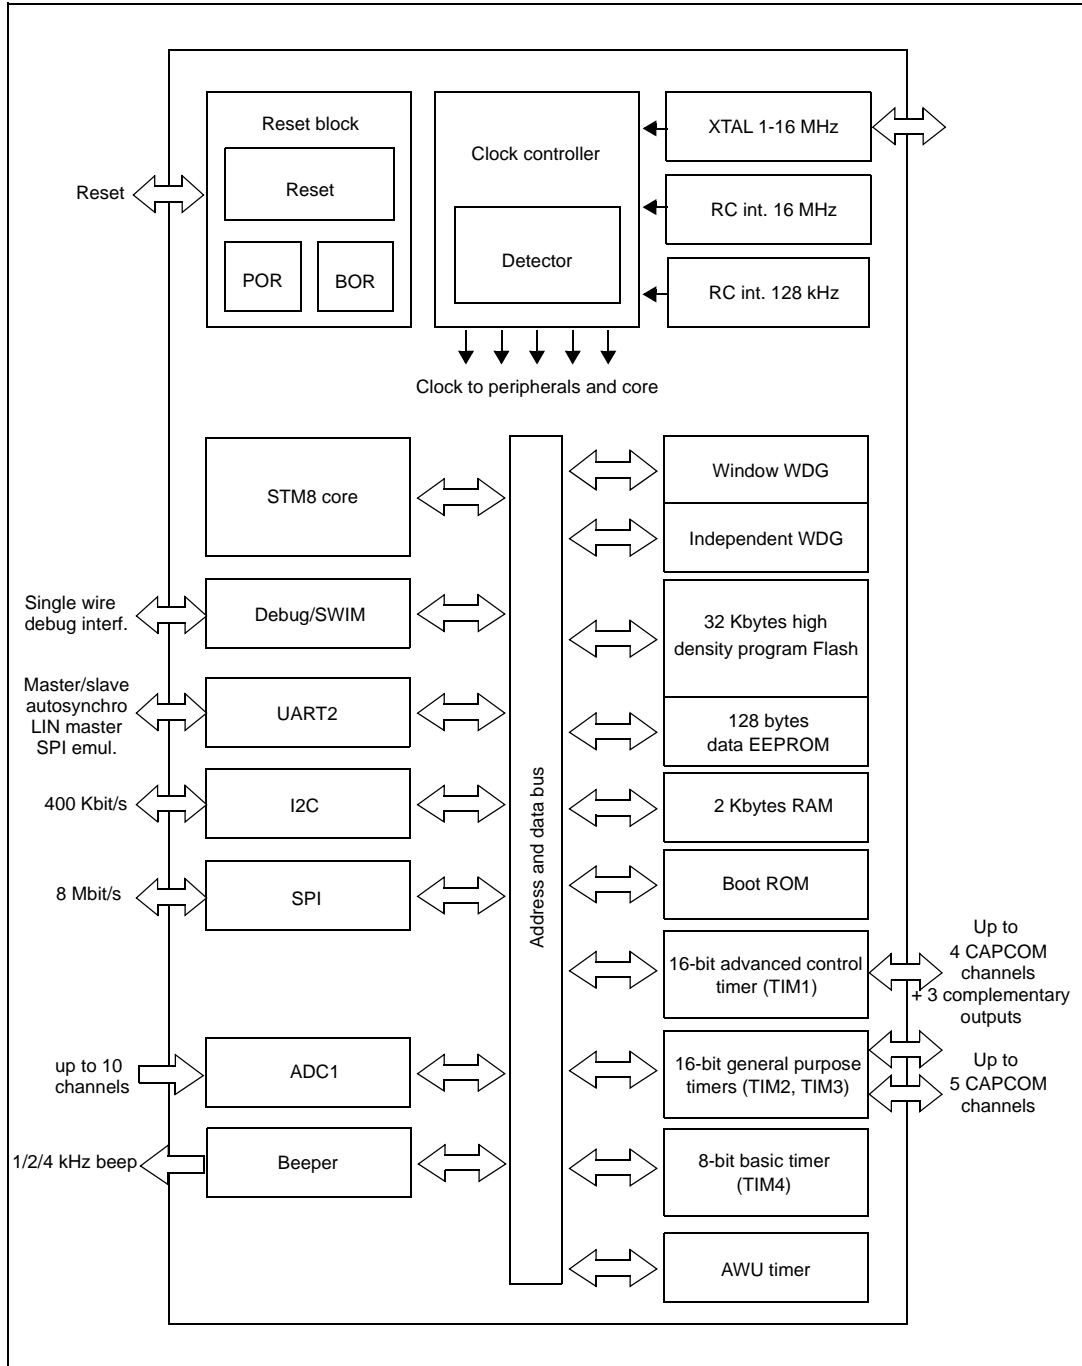 Reset block
Reset
POR
BOR
Reset
Clock controller
Detector
XTAL 1-16 MHz
RC int. 16 MHz
RC int. 128 kHz
Clock to peripherals and core
STM8 core
Single wire
debug interf.
Debug/SWIM
Master/slave
autosynchro
LIN master
SPI emul.
UART2
400 Kbit/s
I2C
8 Mbit/s
SPI
up to 10
channels
ADC1
1/2/4 kHz beep
Beeper
Address and data bus
Window WDG
Independent WDG
32 Kbytes high
density program Flash
128 bytes
data EEPROM
2 Kbytes RAM
Boot ROM
16-bit advanced control
timer (TIM1)
Up to
4 CAPCOM
channels
+ 3 complementary
outputs
16-bit general purpose
timers (TIM2, TIM3)
Up to
5 CAPCOM
channels
8-bit basic timer
(TIM4)
AWU timer